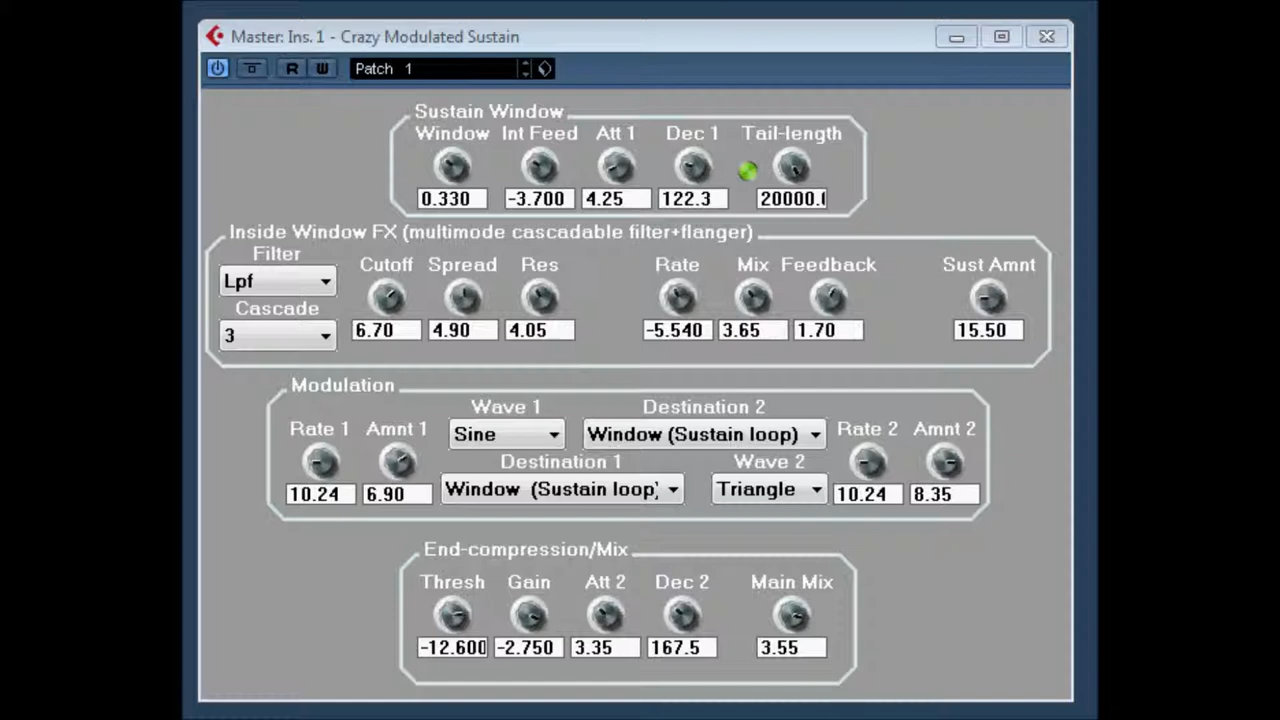 Master: Ins. 1 - Crazy Modulated Sustain
R W Patch 1
Sustain Window
Window Int Feed Att 1 Dec 1 Tail-length
0.330 -3.700 4.25 122.3 20000.(
Inside Window FX (multimode cascadable filter+flanger)
Filter
Cutoff Spread Res Rate Mix Feedback Sust Amnt
Lpf
Cascade
3
6.70 4.90 4.05 -5.540 3.65 1.70 15.50
Modulation
Wave 1 Destination 2
Rate 1 Amnt 1 Sine Window (Sustain loop) Rate 2 Amnt 2
Destination 1 Wave 2
10.24 6.90 Window (Sustain loop) Triangle 10.24 8.35
End-compression/Mix
Thresh Gain Att 2 Dec 2 Main Mix
-12.600 -2.750 3.35 167.5 3.55